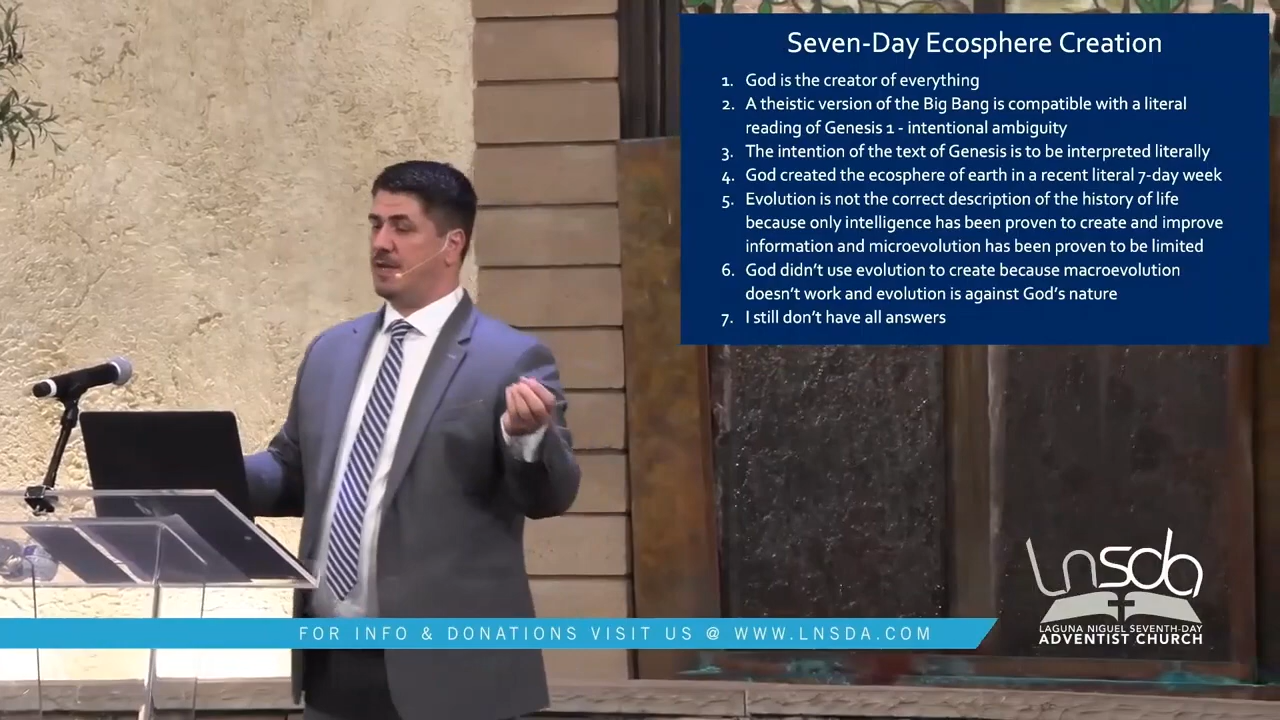 Seven-Day Ecosphere Creation
1. God is the creator of everything
2. A theistic version of the Big Bang is compatible with a literal
reading of Genesis 1 - intentional ambiguity
3. The intention of the text of Genesis is to be interpreted literally
4. God created the ecosphere of earth in a recent literal 7-day week
5. Evolution is not the correct description of the history of life
because only intelligence has been proven to create and improve
information and microevolution has been proven to be limited
6. God didn't use evolution to create because macroevolution
doesn't work and evolution is against God's nature
7. I still don't have all answers
LNSDA
LAGUNA NIGUEL SEVENTH-DAY
ADVENTIST CHURCH
FOR INFO & DONATIONS VISIT US @ WWW.LNSDA.COM